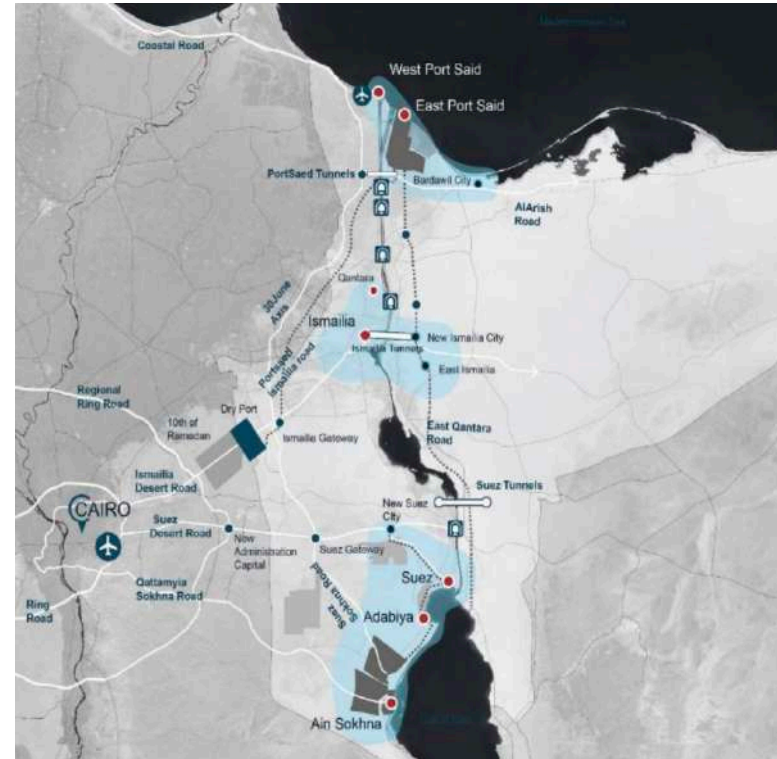 Mediterranean Sea
Coastal Road
West Port Said
East Port Said
PortSaed Tunnels
Bardawil City
AlArish
Road
Qantara
30June
Axis
Ismailia
New Ismailia City
Ismailia Tunnels
Portsaed
Ismailia road
East Ismailia
Regional
Ring Road
Dry Port
10th of
Ramadan
Ismailia Gateway
East Qantara
Road
Ismailia
Desert Road
Suez Tunnels
CAIRO
Suez
Desert Road
New Suez
City
New
Administration
Capital
Suez Gateway
Suez
Sokhna Road
Suez
Qattamyia
Sokhna Road
Ring
Road
Adabiya
Ain Sokhna